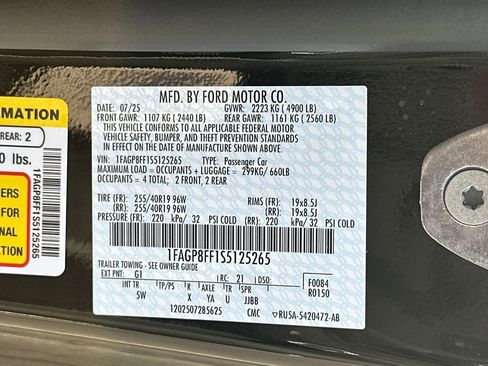 MFD. BY FORD MOTOR CO.
DATE: 07/25 GVWR: 2223 KG ( 4900 LB)
FRONT GAWR: 1107 KG ( 2440 LB) REAR GAWR: 1161 KG ( 2560 LB)
THIS VEHICLE CONFORMS TO ALL APPLICABLE FEDERAL MOTOR
VEHICLE SAFETY, BUMPER, AND THEFT PREVENTION STANDARDS
IN EFFECT ON THE DATE OF MANUFACTURE SHOWN ABOVE.
VIN: 1FAGP8FF1S5125265 TYPE: Passenger Car
MAXIMUM LOAD = OCCUPANTS + LUGGAGE = 299KG/ 660LB
OCCUPANTS = 4 TOTAL; 2 FRONT, 2 REAR
TIRE (FR): 255/40R19 96W RIMS (FR): 19x8.5J
(RR): 255/40R19 96W (RR): 19x8.5J
PRESSURE (FR): 220 kPa/ 32 PSI COLD (RR): 220 kPa/ 32 PSI COLD
1FAGP8FF1S5125265
TRAILER TOWING - SEE OWNER GUIDE
EXT PNT: G1 RC: 21 DSO: F0084
R0150
INT TR TP/PS R AXLE TR SPR
5W X YA U JJBB
1202507285625 CMC RUSA-5420472-AB
MATION
REAR: 2
0 lbs.
1FAGP8FF1S5125265
ERS
FOR
NAL
ATION